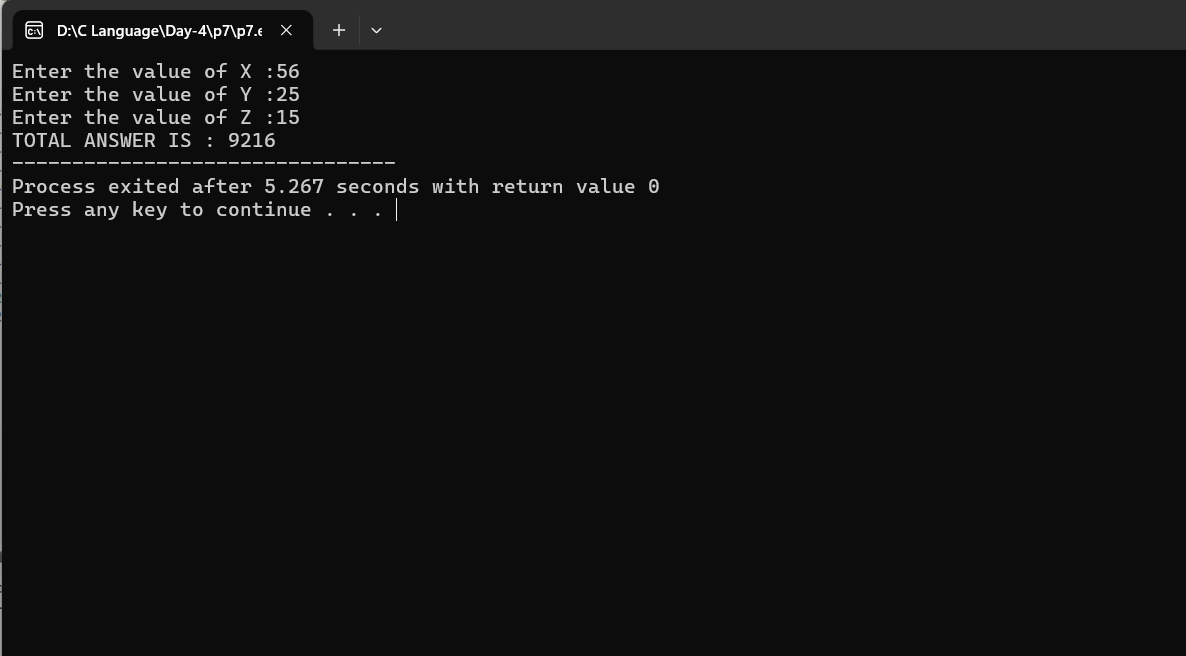 D:\C Language\Day-4\p7\p7.e
Enter the value of X :56
Enter the value of Y :25
Enter the value of Z :15
TOTAL ANSWER IS : 9216
--------------------------------
Process exited after 5.267 seconds with return value 0
Press any key to continue . . .